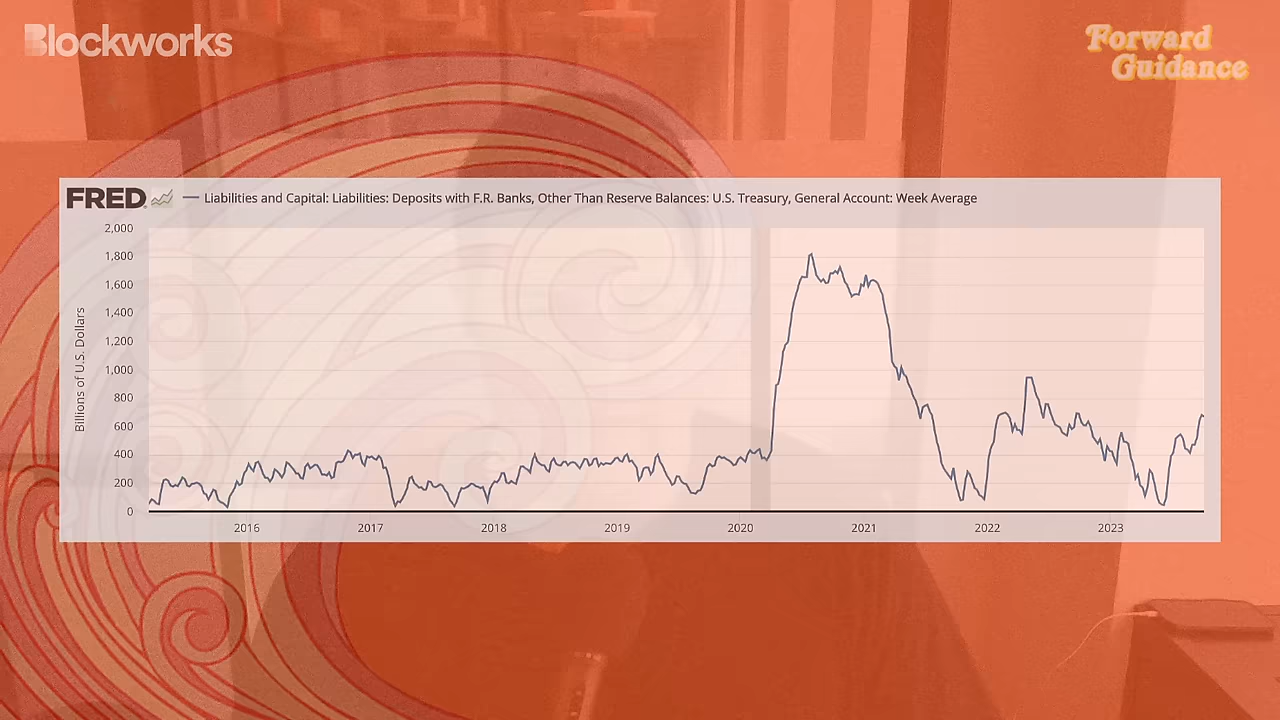 Blockworks
Forward
Guidance
FRED — Liabilities and Capital: Liabilities: Deposits with F.R. Banks, Other Than Reserve Balances: U.S. Treasury, General Account: Week Average
Billions of U.S. Dollars
2,000
1,800
1,600
1,400
1,200
1,000
800
600
400
200
0
2016 2017 2018 2019 2020 2021 2022 2023